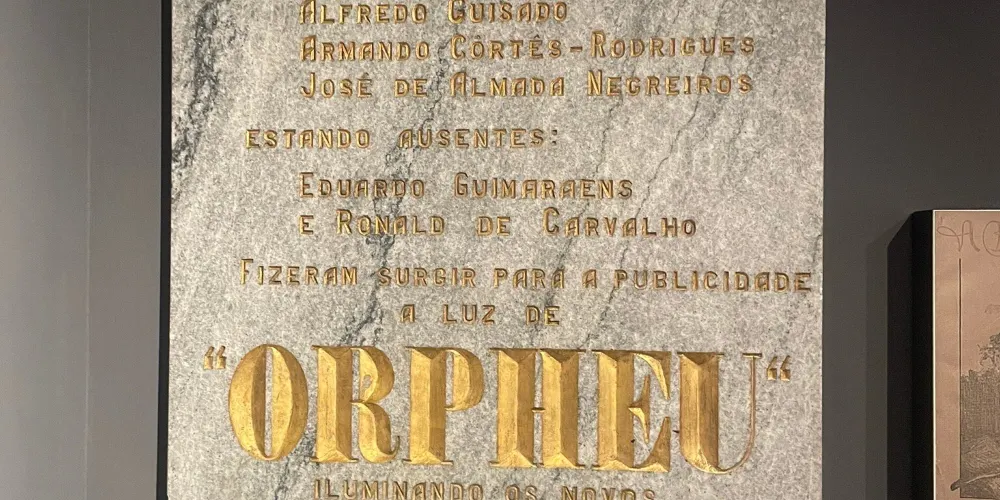 ALFREDO GUISADO
ARMANDO CÔRTÊS-RODRIGUES
JOSÉ DE ALMADA NEGREIROS
ESTANDO AUSENTES:
EDUARDO GUIMARAENS
E RONALD DE CARVALHO
FIZERAM SURGIR PARA A PUBLICIDADE
A LUZ DE
“ORPHEU“
ILUMINANDO OS NOVOS